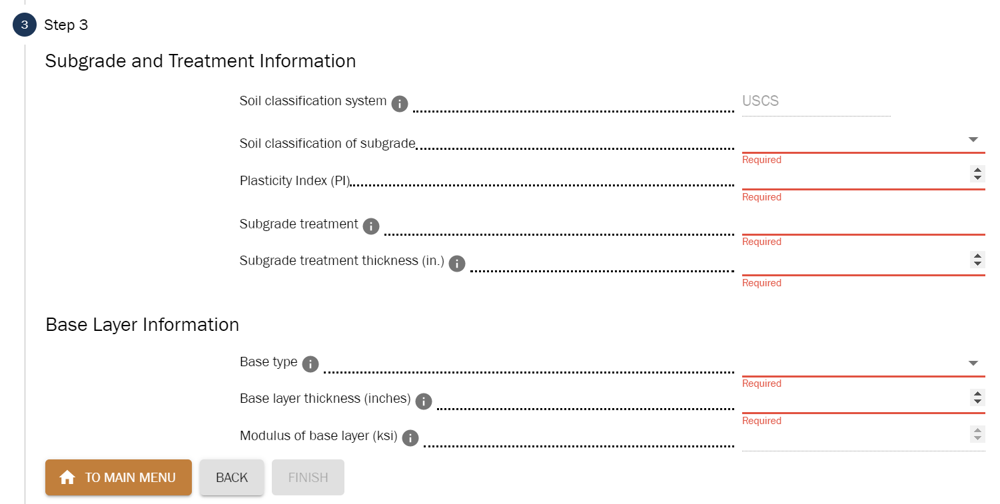 3 Step 3
Subgrade and Treatment Information
Soil classification system USCS
Soil classification of subgrade
Required
Plasticity Index (PI)
Required
Subgrade treatment
Required
Subgrade treatment thickness (in.)
Required
Base Layer Information
Base type
Required
Base layer thickness (inches)
Required
Modulus of base layer (ksi)
TO MAIN MENU BACK FINISH